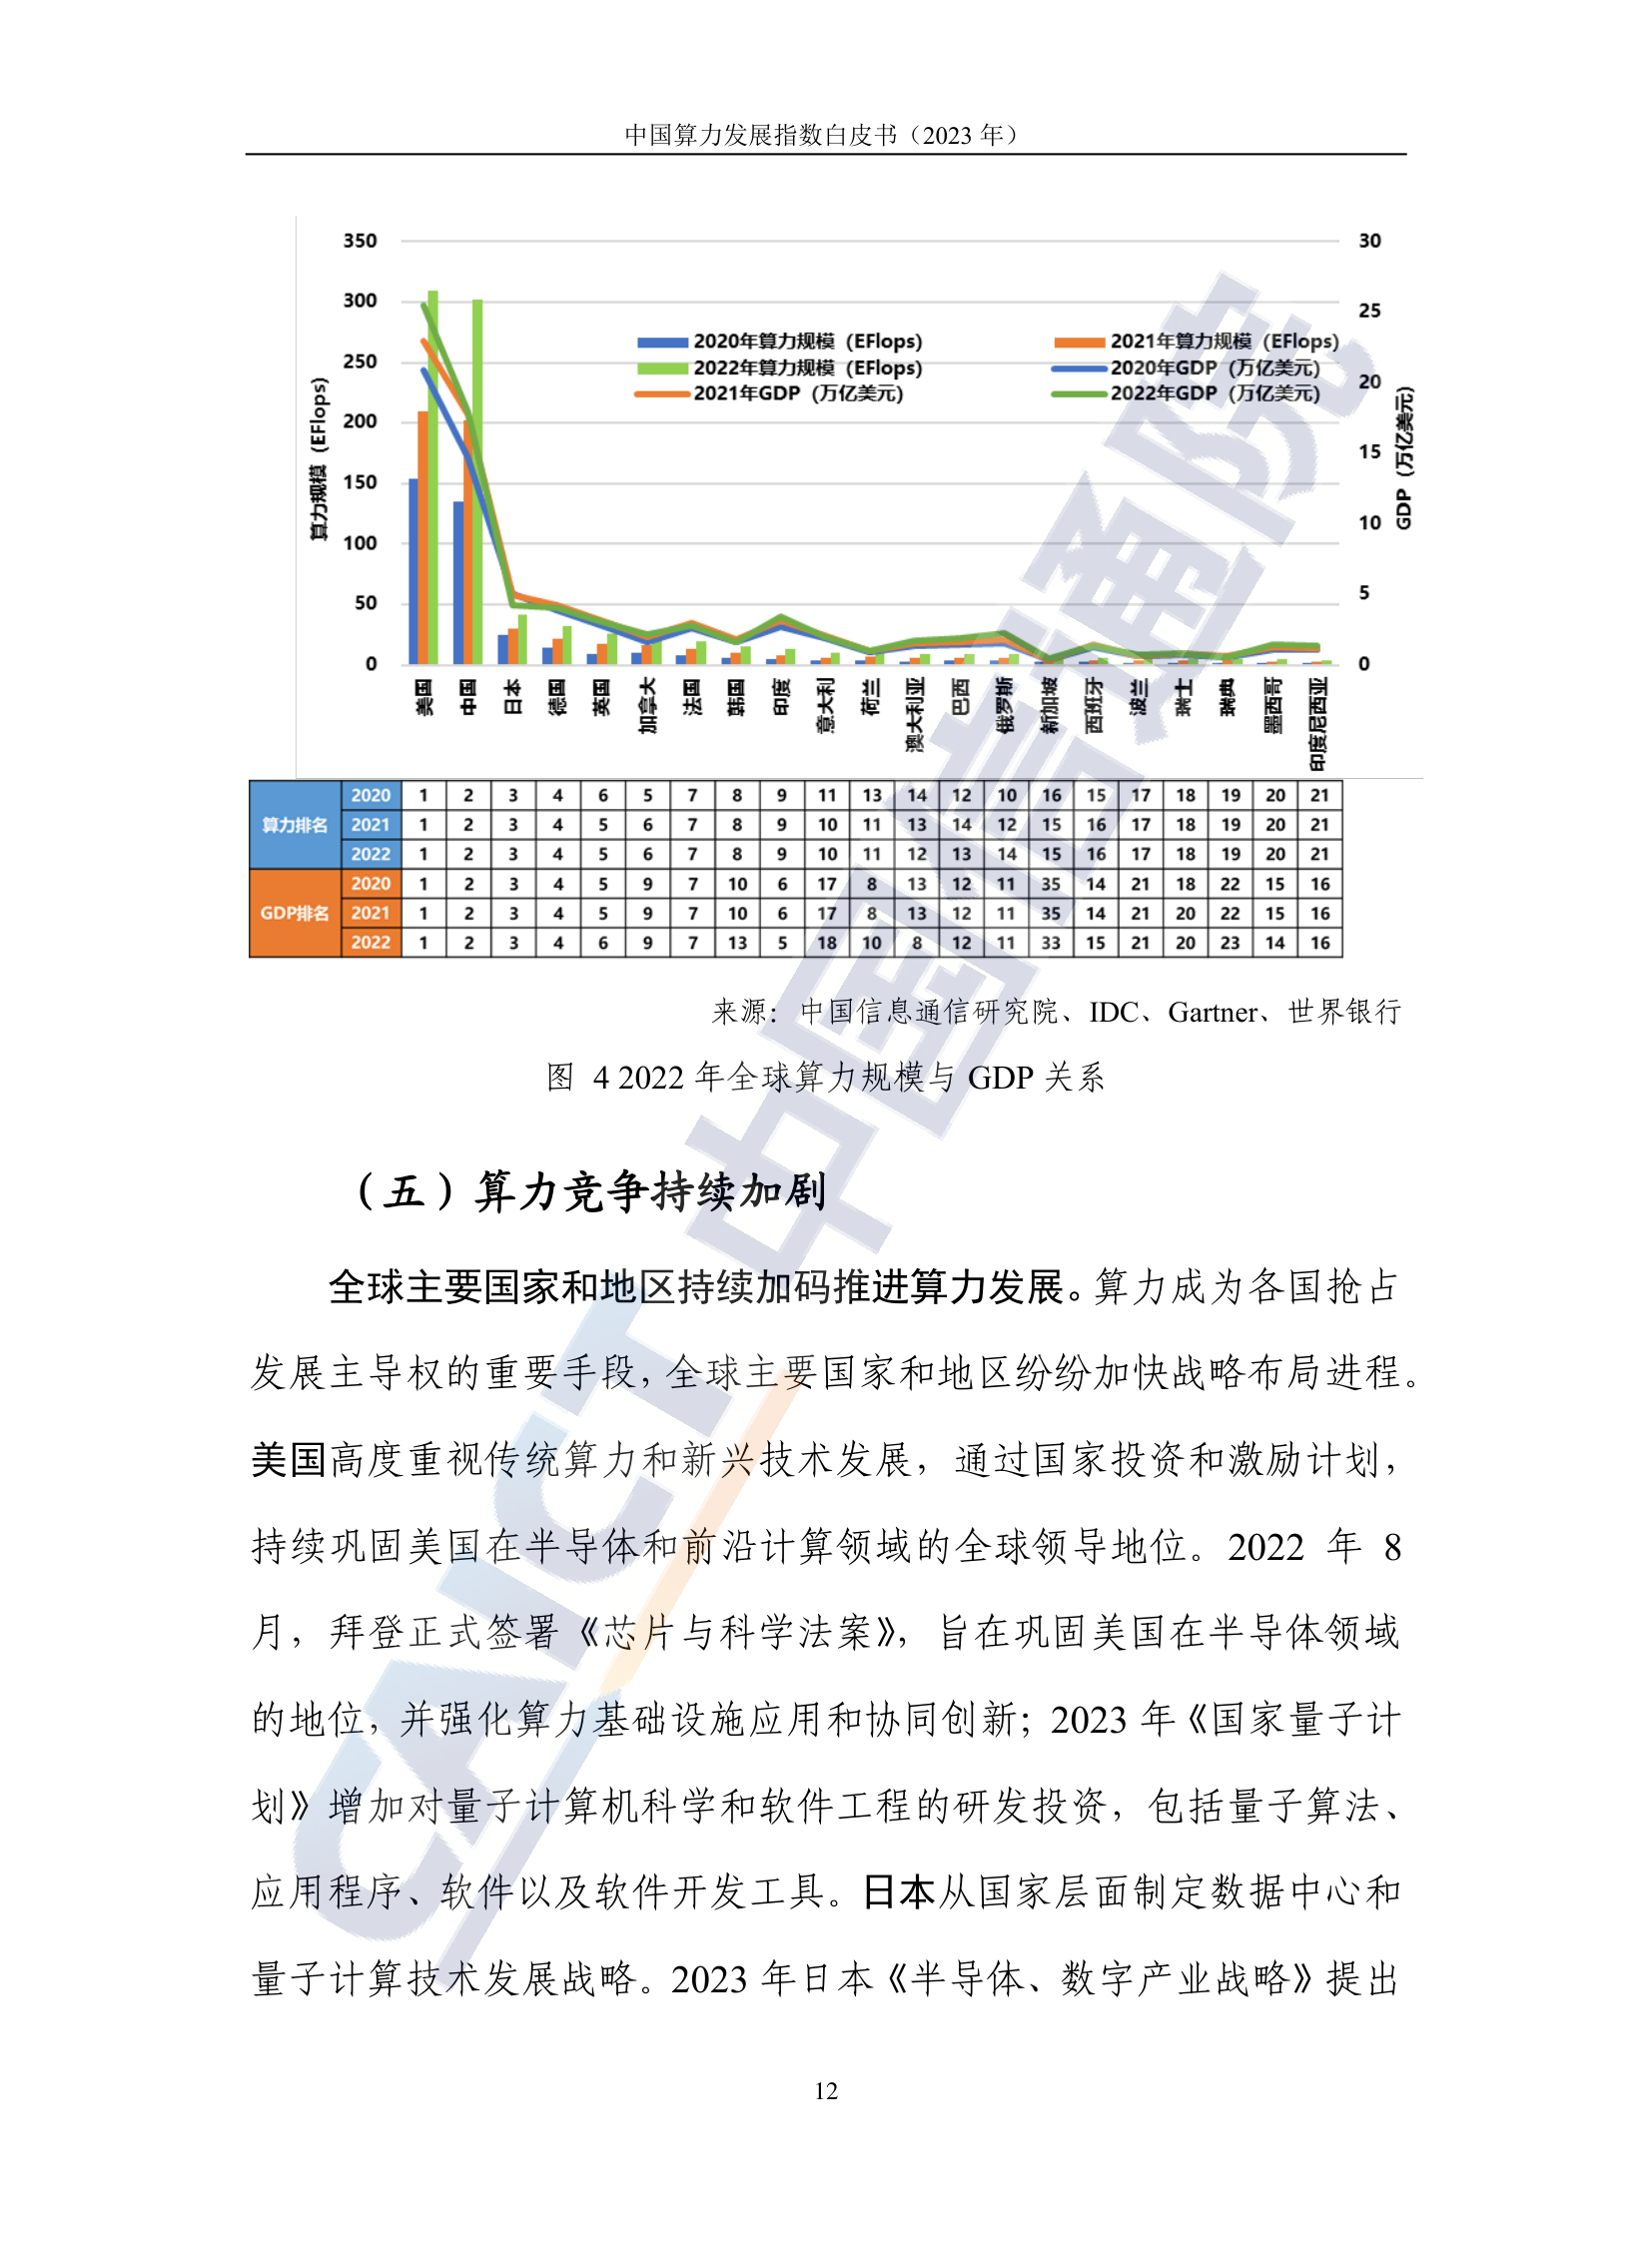 中国算力发展指数白皮书（2023 年）
350
300
250
200
150
100
50
0
算力规模（EFlops)
30
25
20
15
10
5
0
GDP（万亿美元）
2020年算力规模（EFlops) 2021年算力规模（EFlops)
2022年算力规模（EFlops) 2020年GDP（万亿美元）
2021年GDP（万亿美元） 2022年GDP（万亿美元）
美国 中国 日本 德国 英国 加拿大 法国 韩国 印度 意大利 荷兰 澳大利亚 巴西 俄罗斯 新加坡 西班牙 波兰 瑞士 瑞典 墨西哥 印度尼西亚
算力排名
2020 1 2 3 4 6 5 7 8 9 11 13 14 12 10 16 15 17 18 19 20 21
2021 1 2 3 4 5 6 7 8 9 10 11 13 14 12 15 16 17 18 19 20 21
2022 1 2 3 4 5 6 7 8 9 10 11 12 13 14 15 16 17 18 19 20 21
GDP排名
2020 1 2 3 4 5 9 7 10 6 17 8 13 12 11 35 14 21 18 22 15 16
2021 1 2 3 4 5 9 7 10 6 17 8 13 12 11 35 14 21 20 22 15 16
2022 1 2 3 4 6 9 7 13 5 18 10 8 12 11 33 15 21 20 23 14 16
来源：中国信息通信研究院、IDC、Gartner、世界银行
图 4 2022 年全球算力规模与 GDP 关系
（五）算力竞争持续加剧
全球主要国家和地区持续加码推进算力发展。算力成为各国抢占
发展主导权的重要手段，全球主要国家和地区纷纷加快战略布局进程。
美国高度重视传统算力和新兴技术发展，通过国家投资和激励计划，
持续巩固美国在半导体和前沿计算领域的全球领导地位。2022 年 8
月，拜登正式签署《芯片与科学法案》，旨在巩固美国在半导体领域
的地位，并强化算力基础设施应用和协同创新；2023 年《国家量子计
划》增加对量子计算机科学和软件工程的研发投资，包括量子算法、
应用程序、软件以及软件开发工具。日本从国家层面制定数据中心和
量子计算技术发展战略。2023 年日本《半导体、数字产业战略》提出
12
CAICT 中国信通院